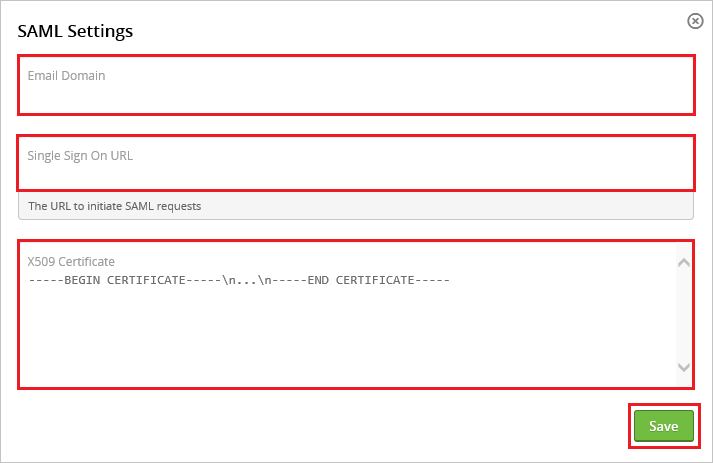 SAML Settings
Email Domain
Single Sign On URL
The URL to initiate SAML requests
X509 Certificate
-----BEGIN CERTIFICATE-----\n...\n-----END CERTIFICATE-----
Save